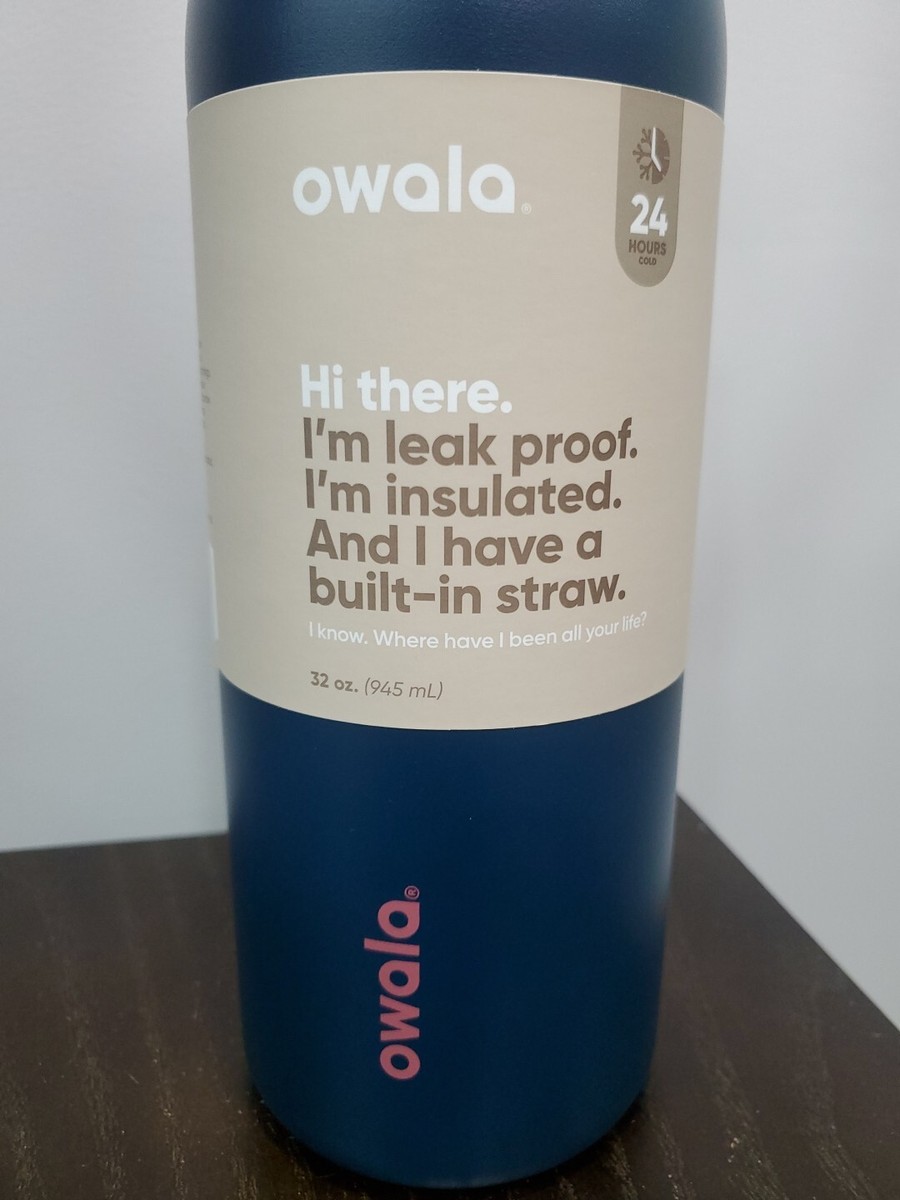 owala®
24
HOURS
COLD
Hi there.
I'm leak proof.
I'm insulated.
And I have a
built-in straw.
I know. Where have I been all your life?
32 oz. (945 mL)
owala®